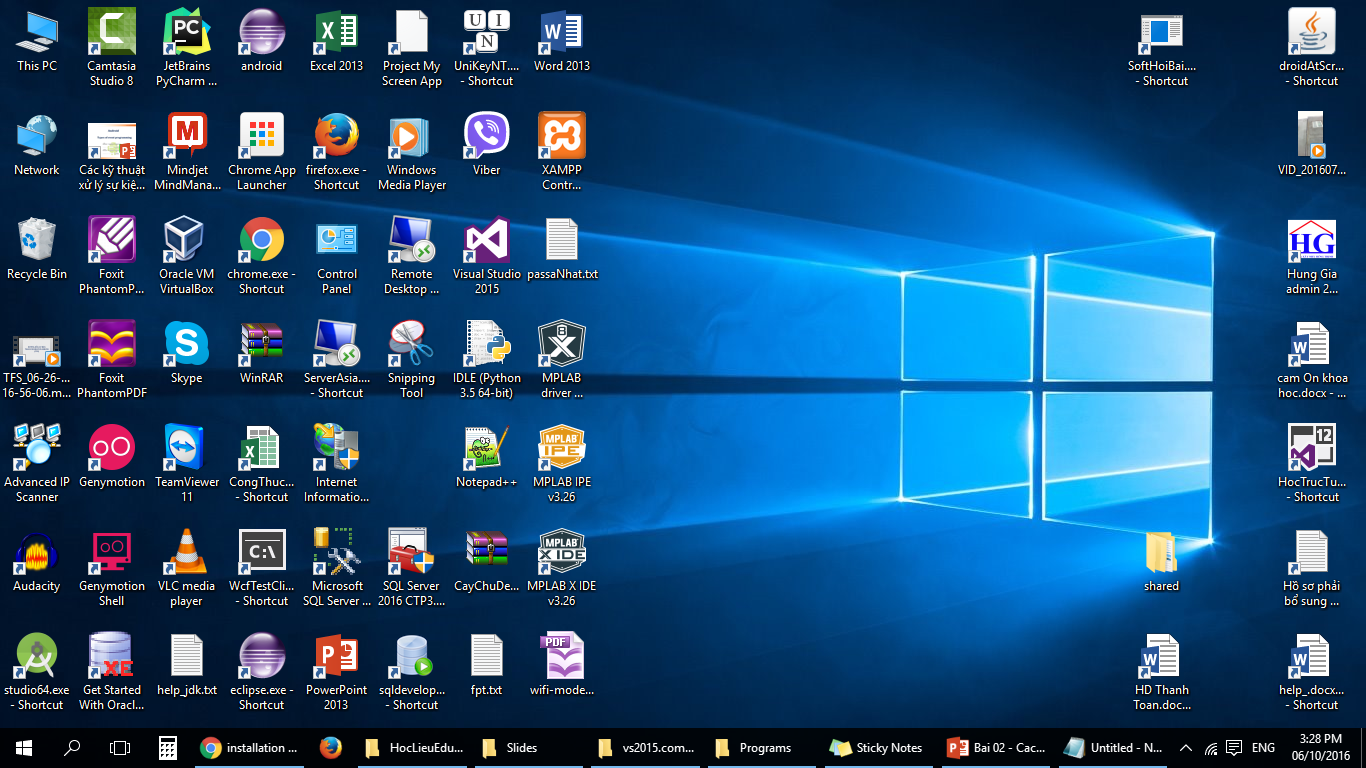 This PC
Camtasia
Studio 8
JetBrains
PyCharm ...
android
Excel 2013
Project My
Screen App
UniKeyNT....
- Shortcut
Word 2013
SoftHoiBai....
- Shortcut
droidAtScr...
- Shortcut
Network
Các kỹ thuật
xử lý sự kiệ...
Mindjet
MindMana...
Chrome App
Launcher
firefox.exe -
Shortcut
Windows
Media Player
Viber
XAMPP
Contr...
VID_201607...
Recycle Bin
Foxit
PhantomP...
Oracle VM
VirtualBox
chrome.exe -
Shortcut
Control
Panel
Remote
Desktop ...
Visual Studio
2015
passaNhat.txt
HG
Hung Gia
admin 2...
TFS_06-26-...
16-56-06.m...
Foxit
PhantomPDF
Skype
WinRAR
ServerAsia....
- Shortcut
Snipping
Tool
IDLE (Python
3.5 64-bit)
MPLAB
driver ...
cam On khoa
hoc.docx - ...
Advanced IP
Scanner
Genymotion
TeamViewer
11
CongThuc...
- Shortcut
Internet
Informatio...
Notepad++
MPLAB
IPE
MPLAB IPE
v3.26
12
HocTrucTu...
- Shortcut
Audacity
Genymotion
Shell
VLC media
player
C:\
WcfTestCli...
- Shortcut
Microsoft
SQL Server ...
SQL Server
2016 CTP3....
CayChuDe...
MPLAB
X IDE
MPLAB X IDE
v3.26
shared
Hồ sơ phải
bổ sung ...
studio64.exe
- Shortcut
XE
Get Started
With Oracl...
help_jdk.txt
eclipse.exe -
Shortcut
PowerPoint
2013
sqldevelop...
- Shortcut
fpt.txt
PDF
wifi-mode...
HD Thanh
Toan.doc...
help_.docx...
- Shortcut
installation ...
HocLieuEdu...
Slides
vs2015.com...
Programs
Sticky Notes
Bai 02 - Cac...
Untitled - N...
ENG
3:28 PM
06/10/2016